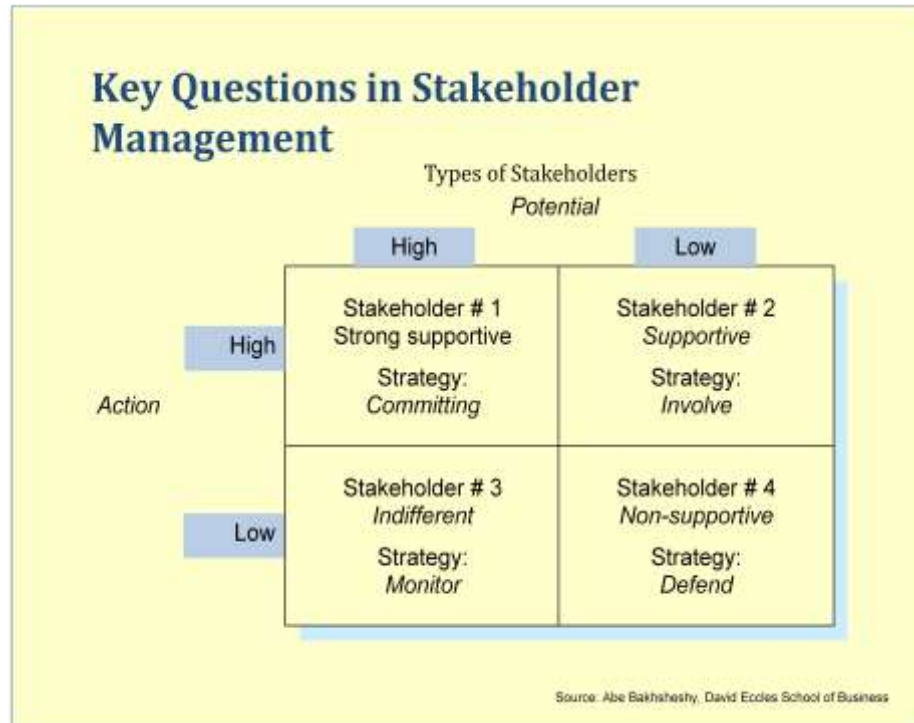 Key Questions in Stakeholder
Management
Types of Stakeholders
Potential
High
Low
Action
High
Stakeholder # 1
Strong supportive
Strategy:
Committing
Stakeholder # 2
Supportive
Strategy:
Involve
Low
Stakeholder # 3
Indifferent
Strategy:
Monitor
Stakeholder # 4
Non-supportive
Strategy:
Defend
Source: Abe Bakhsheshy, David Eccles School of Business